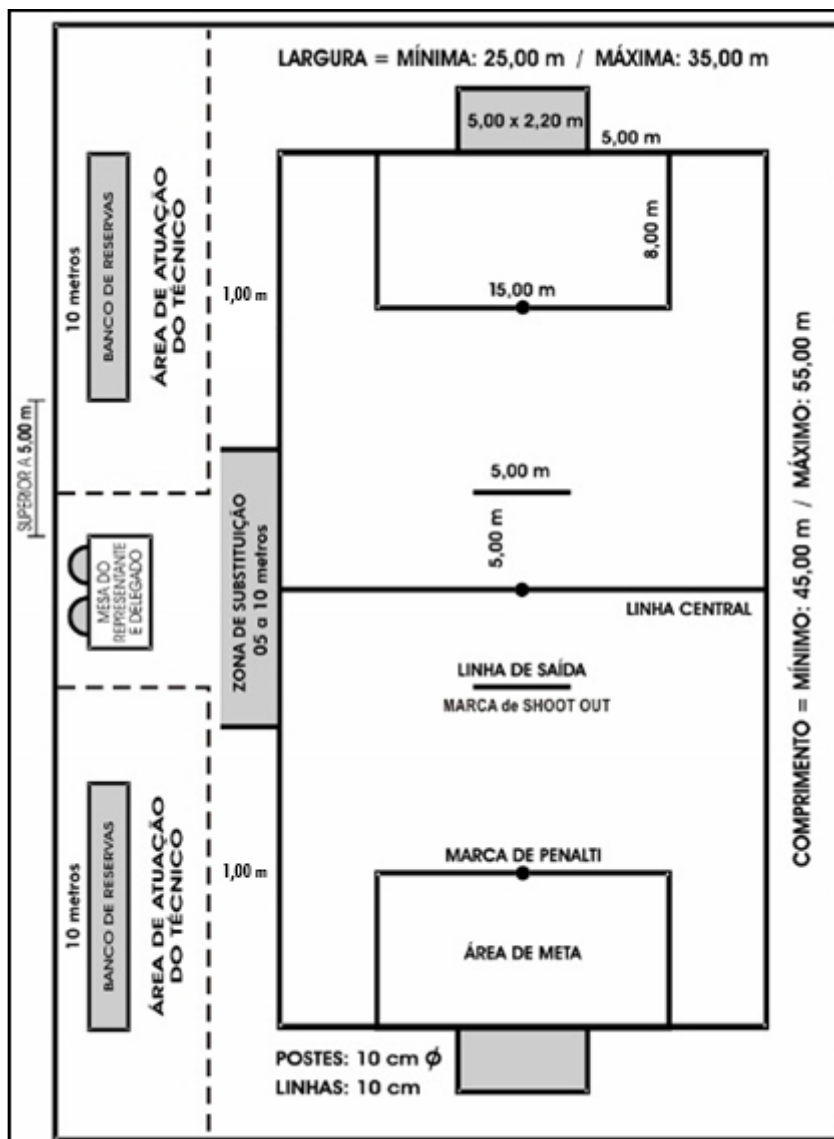 LARGURA = MÍNIMA: 25,00 m / MÁXIMA: 35,00 m
5,00 x 2,20 m
5,00 m
8,00 m
15,00 m
10 metros
BANCO DE RESERVAS
ÁREA DE ATUAÇÃO
DO TÉCNICO
1,00 m
SUPERIOR A 5,00 m
5,00 m
5,00 m
ZONA DE SUBSTITUIÇÃO
05 a 10 metros
MESA DO
REPRESENTANTE
E DELEGADO
LINHA CENTRAL
LINHA DE SAÍDA
MARCA de SHOOT OUT
COMPRIMENTO = MÍNIMO: 45,00 m / MÁXIMO: 55,00 m
10 metros
BANCO DE RESERVAS
ÁREA DE ATUAÇÃO
DO TÉCNICO
1,00 m
MARCA DE PENALTI
ÁREA DE META
POSTES: 10 cm ϕ
LINHAS: 10 cm